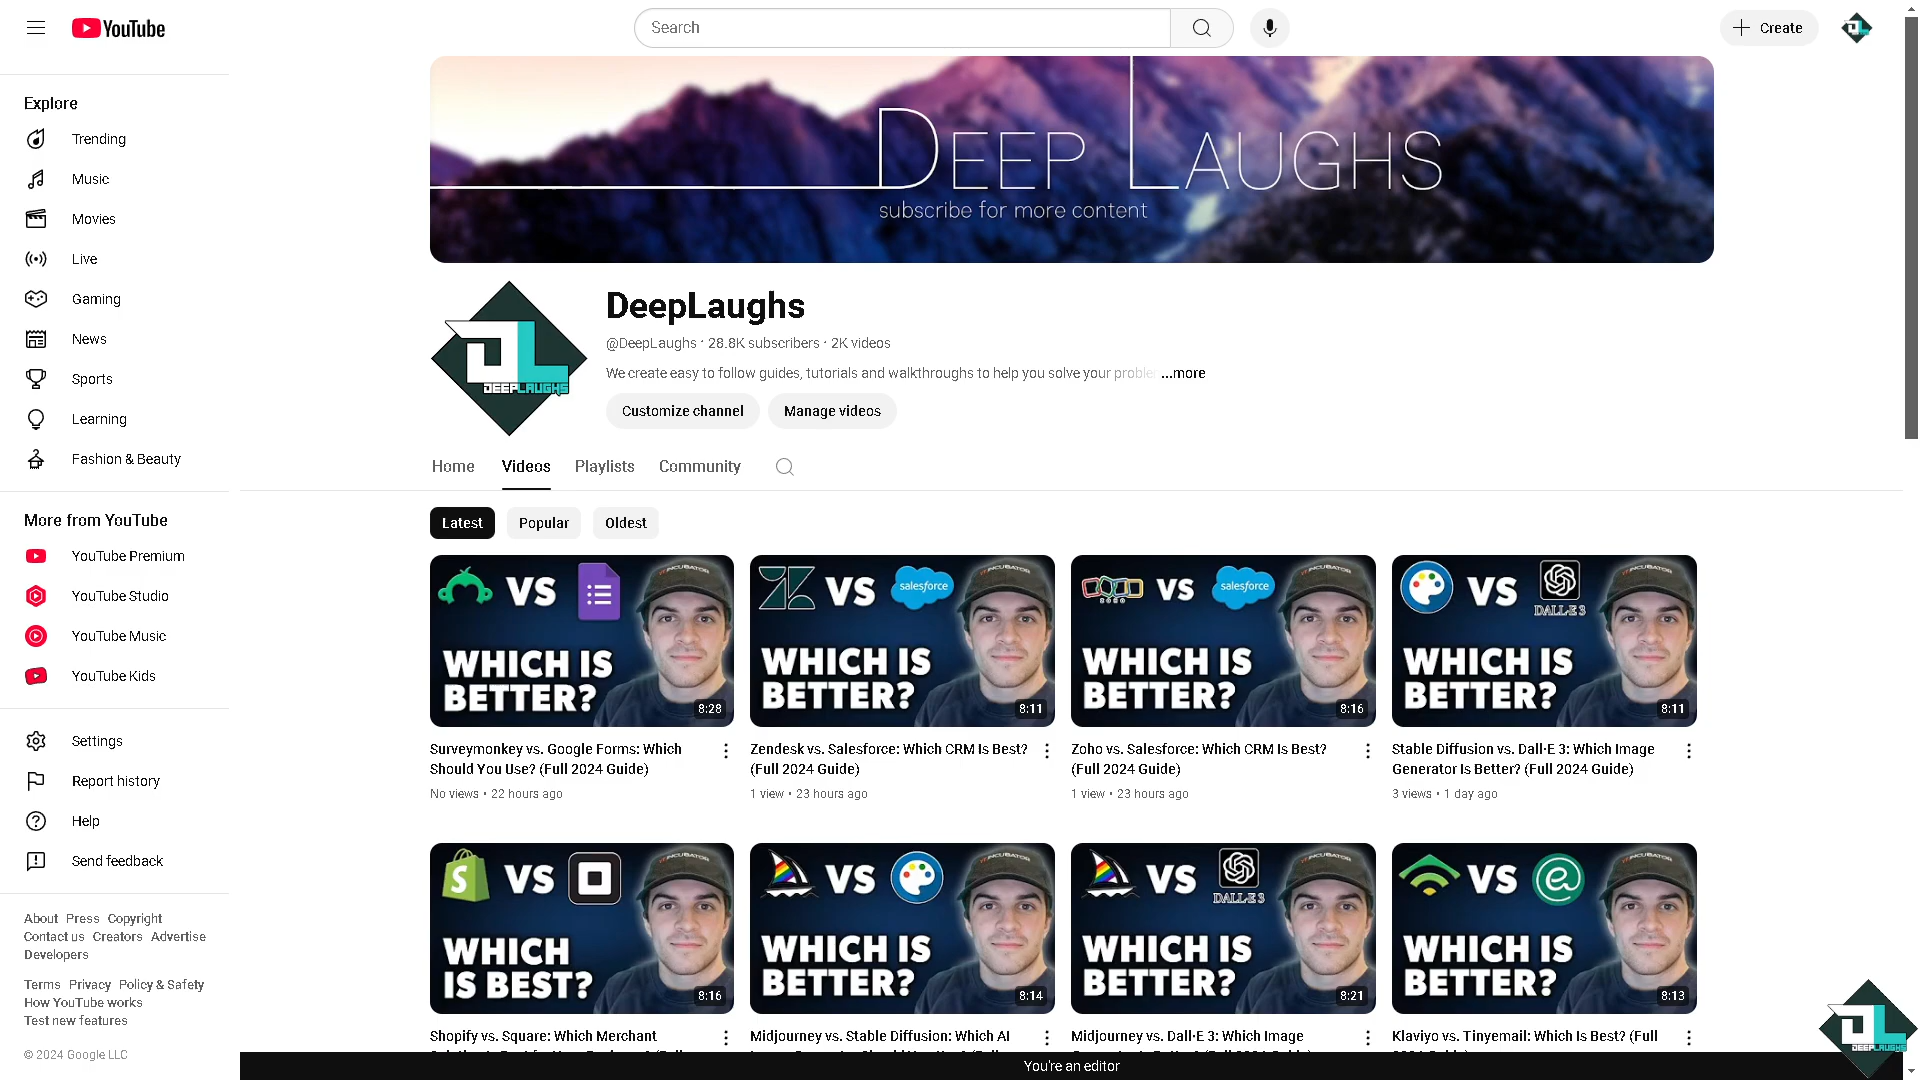 YouTube
Search
Create
Explore
Trending
Music
Movies
Live
Gaming
News
Sports
Learning
Fashion & Beauty
More from YouTube
YouTube Premium
YouTube Studio
YouTube Music
YouTube Kids
Settings
Report history
Help
Send feedback
About Press Copyright
Contact us Creators Advertise
Developers
Terms Privacy Policy & Safety
How YouTube works
Test new features
© 2024 Google LLC
DEEP LAUGHS
subscribe for more content
DEEPLAUGHS
DeepLaughs
@DeepLaughs · 28.8K subscribers · 2K videos
We create easy to follow guides, tutorials and walkthroughs to help you solve your ...more
Customize channel
Manage videos
Home Videos Playlists Community
Latest Popular Oldest
VS
WHICH IS
BETTER?
8:28
Surveymonkey vs. Google Forms: Which
Should You Use? (Full 2024 Guide)
No views • 22 hours ago
VS salesforce
WHICH IS
BETTER?
8:11
Zendesk vs. Salesforce: Which CRM Is Best?
(Full 2024 Guide)
1 view • 23 hours ago
ZOHO VS salesforce
WHICH IS
BETTER?
8:16
Zoho vs. Salesforce: Which CRM Is Best?
(Full 2024 Guide)
1 view • 23 hours ago
VS DALL·E 3
WHICH IS
BETTER?
8:11
Stable Diffusion vs. Dall·E 3: Which Image
Generator Is Better? (Full 2024 Guide)
3 views • 1 day ago
VS
WHICH
IS BEST?
8:16
Shopify vs. Square: Which Merchant
VS
WHICH IS
BETTER?
8:14
Midjourney vs. Stable Diffusion: Which AI
VS DALL·E 3
WHICH IS
BETTER?
8:21
Midjourney vs. Dall·E 3: Which Image
VS
WHICH IS
BETTER?
8:13
Klaviyo vs. Tinyemail: Which Is Best? (Full
DEEPLAUGHS
You're an editor